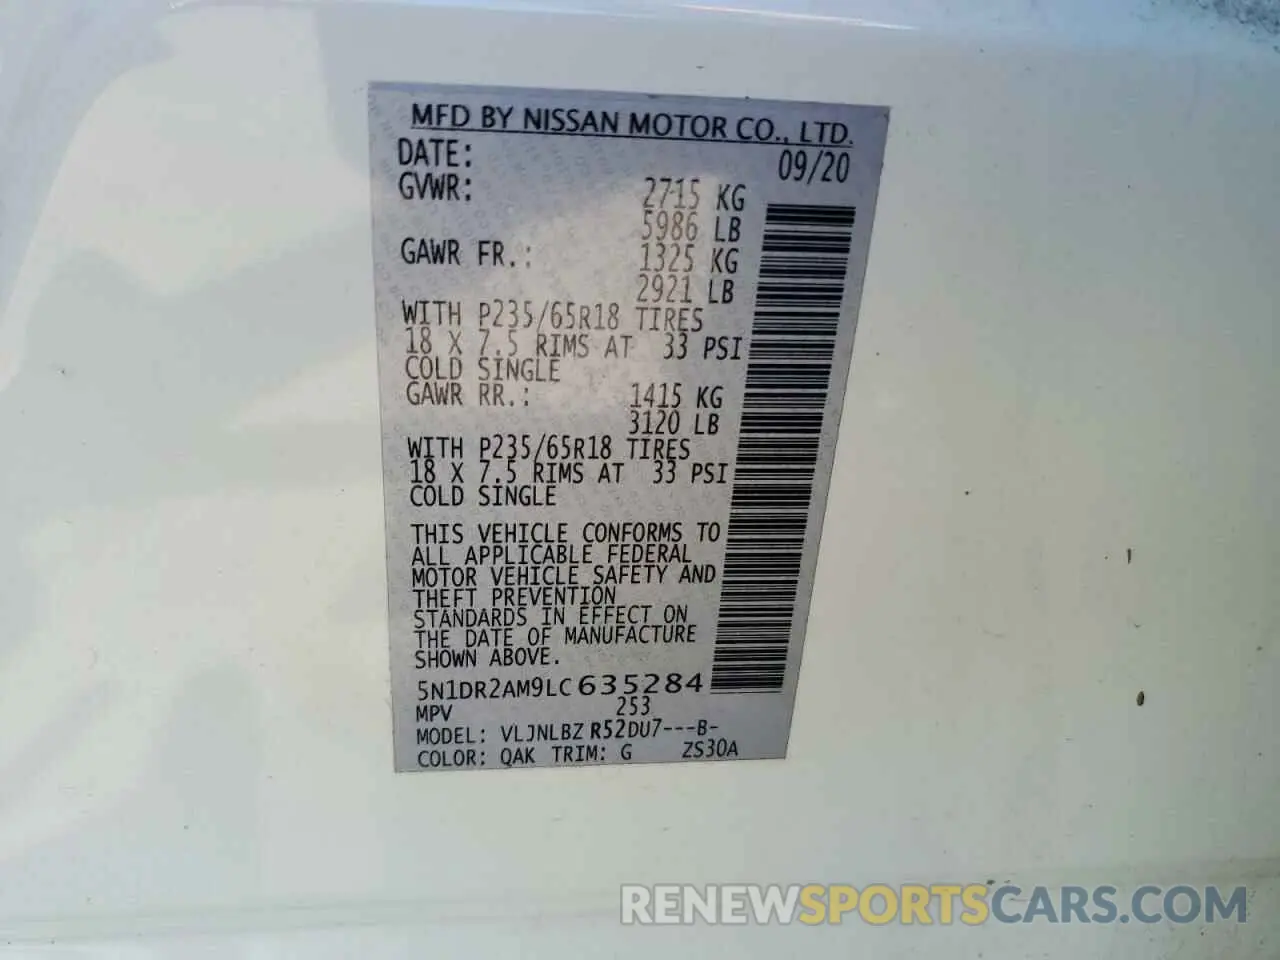 MFD BY NISSAN MOTOR CO., LTD.
DATE: 09/20
GVWR: 2715 KG
5986 LB
GAWR FR.: 1325 KG
2921 LB
WITH P235/65R18 TIRES
18 X 7.5 RIMS AT 33 PSI
COLD SINGLE
GAWR RR.: 1415 KG
3120 LB
WITH P235/65R18 TIRES
18 X 7.5 RIMS AT 33 PSI
COLD SINGLE
THIS VEHICLE CONFORMS TO
ALL APPLICABLE FEDERAL
MOTOR VEHICLE SAFETY AND
THEFT PREVENTION
STANDARDS IN EFFECT ON
THE DATE OF MANUFACTURE
SHOWN ABOVE.
5N1DR2AM9LC635284
MPV 253
MODEL: VLJNLBZ R52DU7---B-
COLOR: QAK TRIM: G ZS30A
RENEWSPORTSCARS.COM